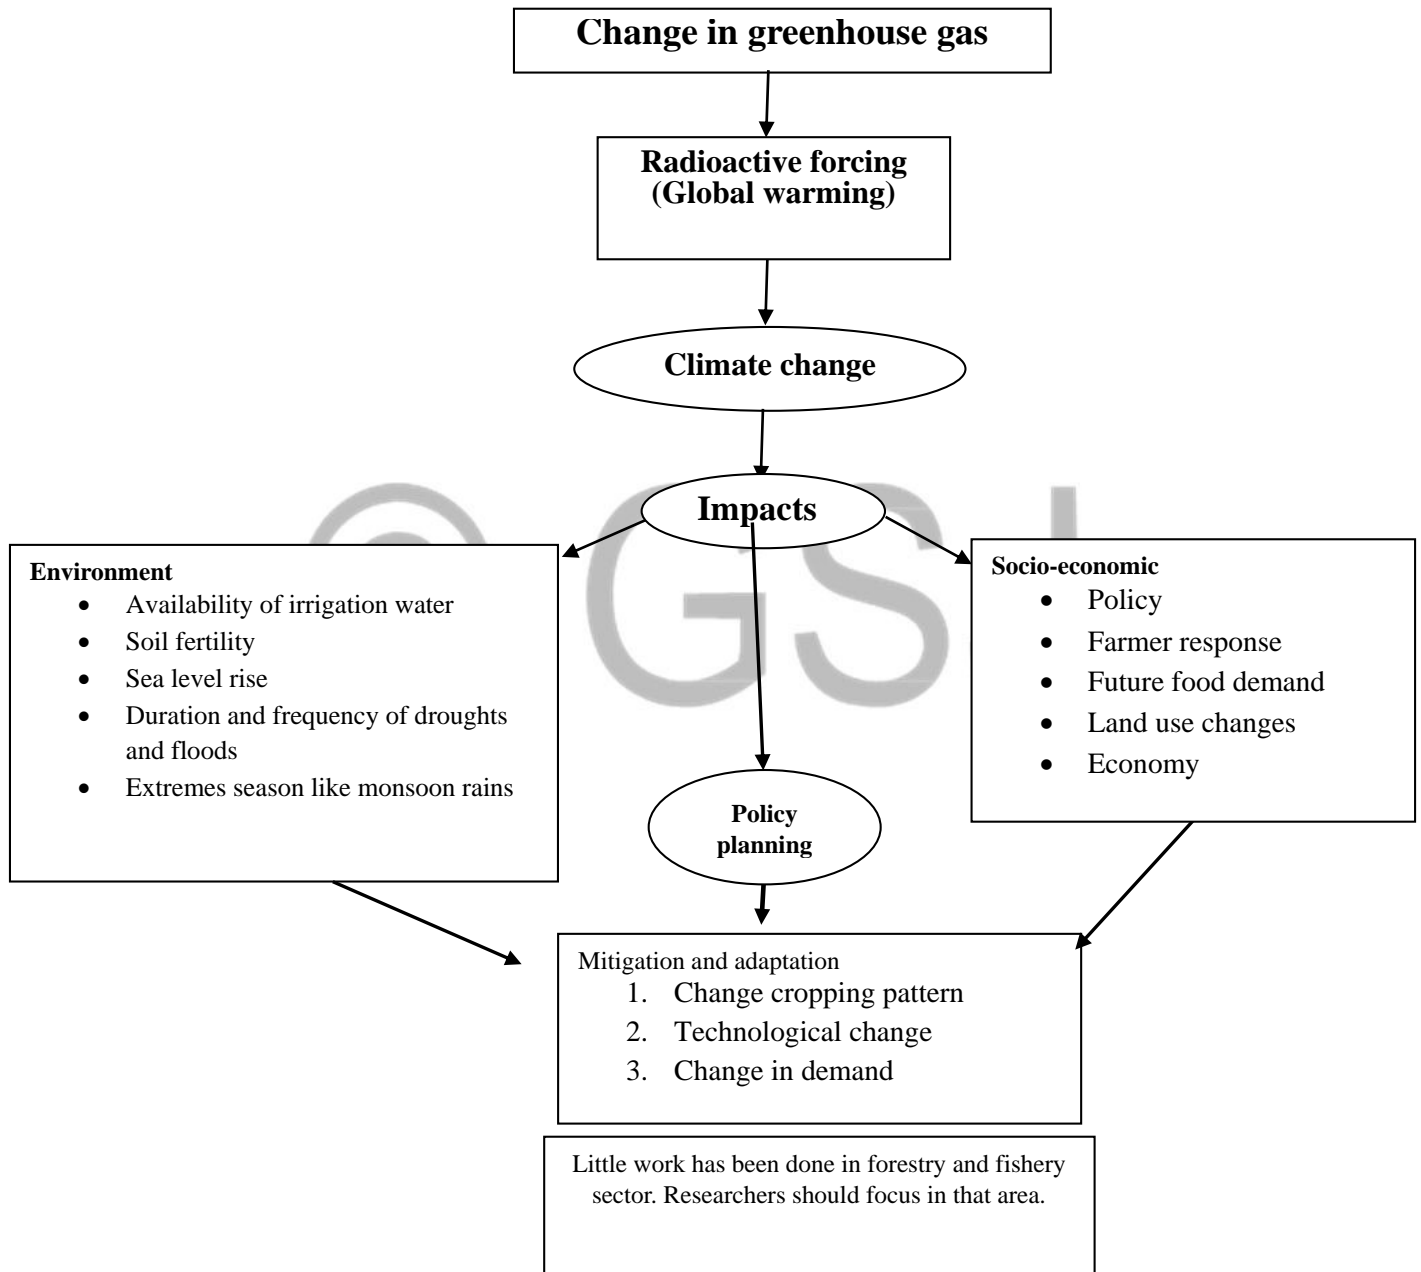 Change in greenhouse gas
Radioactive forcing
(Global warming)
Climate change
Impacts
Environment
• Availability of irrigation water
• Soil fertility
• Sea level rise
• Duration and frequency of droughts
and floods
• Extremes season like monsoon rains
Socio-economic
• Policy
• Farmer response
• Future food demand
• Land use changes
• Economy
Policy
planning
Mitigation and adaptation
1. Change cropping pattern
2. Technological change
3. Change in demand
Little work has been done in forestry and fishery
sector. Researchers should focus in that area.